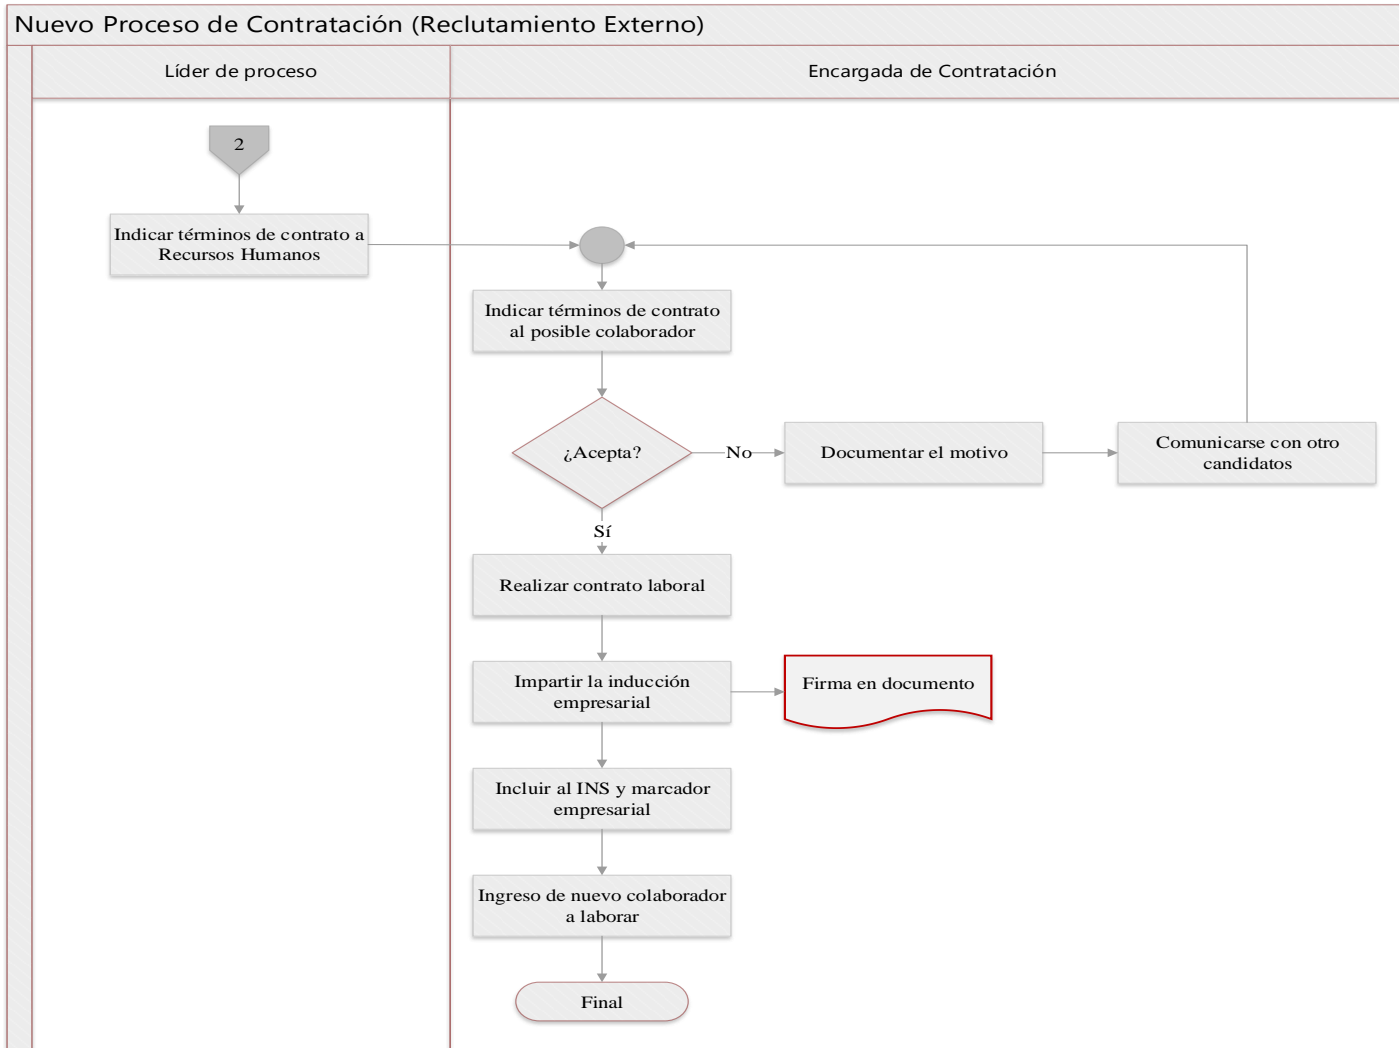 Nuevo Proceso de Contratación (Reclutamiento Externo)
Líder de proceso
Encargada de Contratación
2
Indicar términos de contrato a
Recursos Humanos
Indicar términos de contrato
al posible colaborador
¿Acepta?
No
Documentar el motivo
Comunicarse con otro
candidatos
Sí
Realizar contrato laboral
Impartir la inducción
empresarial
Firma en documento
Incluir al INS y marcador
empresarial
Ingreso de nuevo colaborador
a laborar
Final